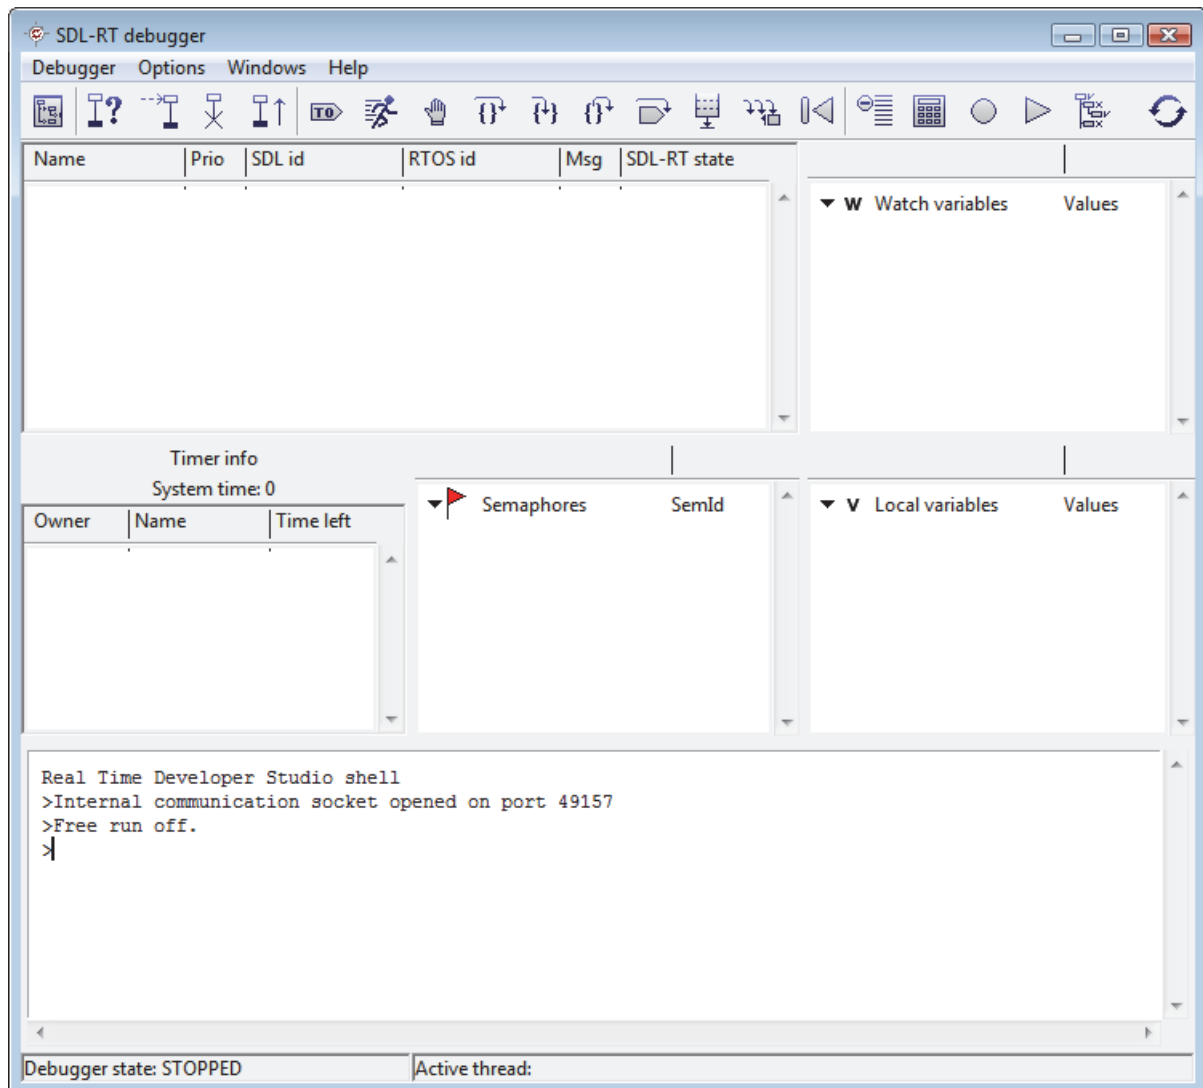 SDL-RT debugger
Debugger Options Windows Help
TO
Name Prio SDL id RTOS id Msg SDL-RT state
W Watch variables Values
Timer info
System time: 0
Owner Name Time left
Semaphores SemId
V Local variables Values
Real Time Developer Studio shell
>Internal communication socket opened on port 49157
>Free run off.
>
Debugger state: STOPPED Active thread: